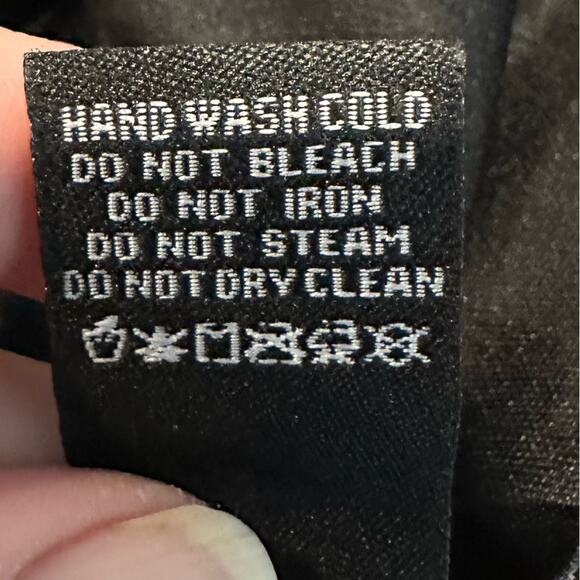 HAND WASH COLD
DO NOT BLEACH
DO NOT IRON
DO NOT STEAM
DO NOT DRY CLEAN